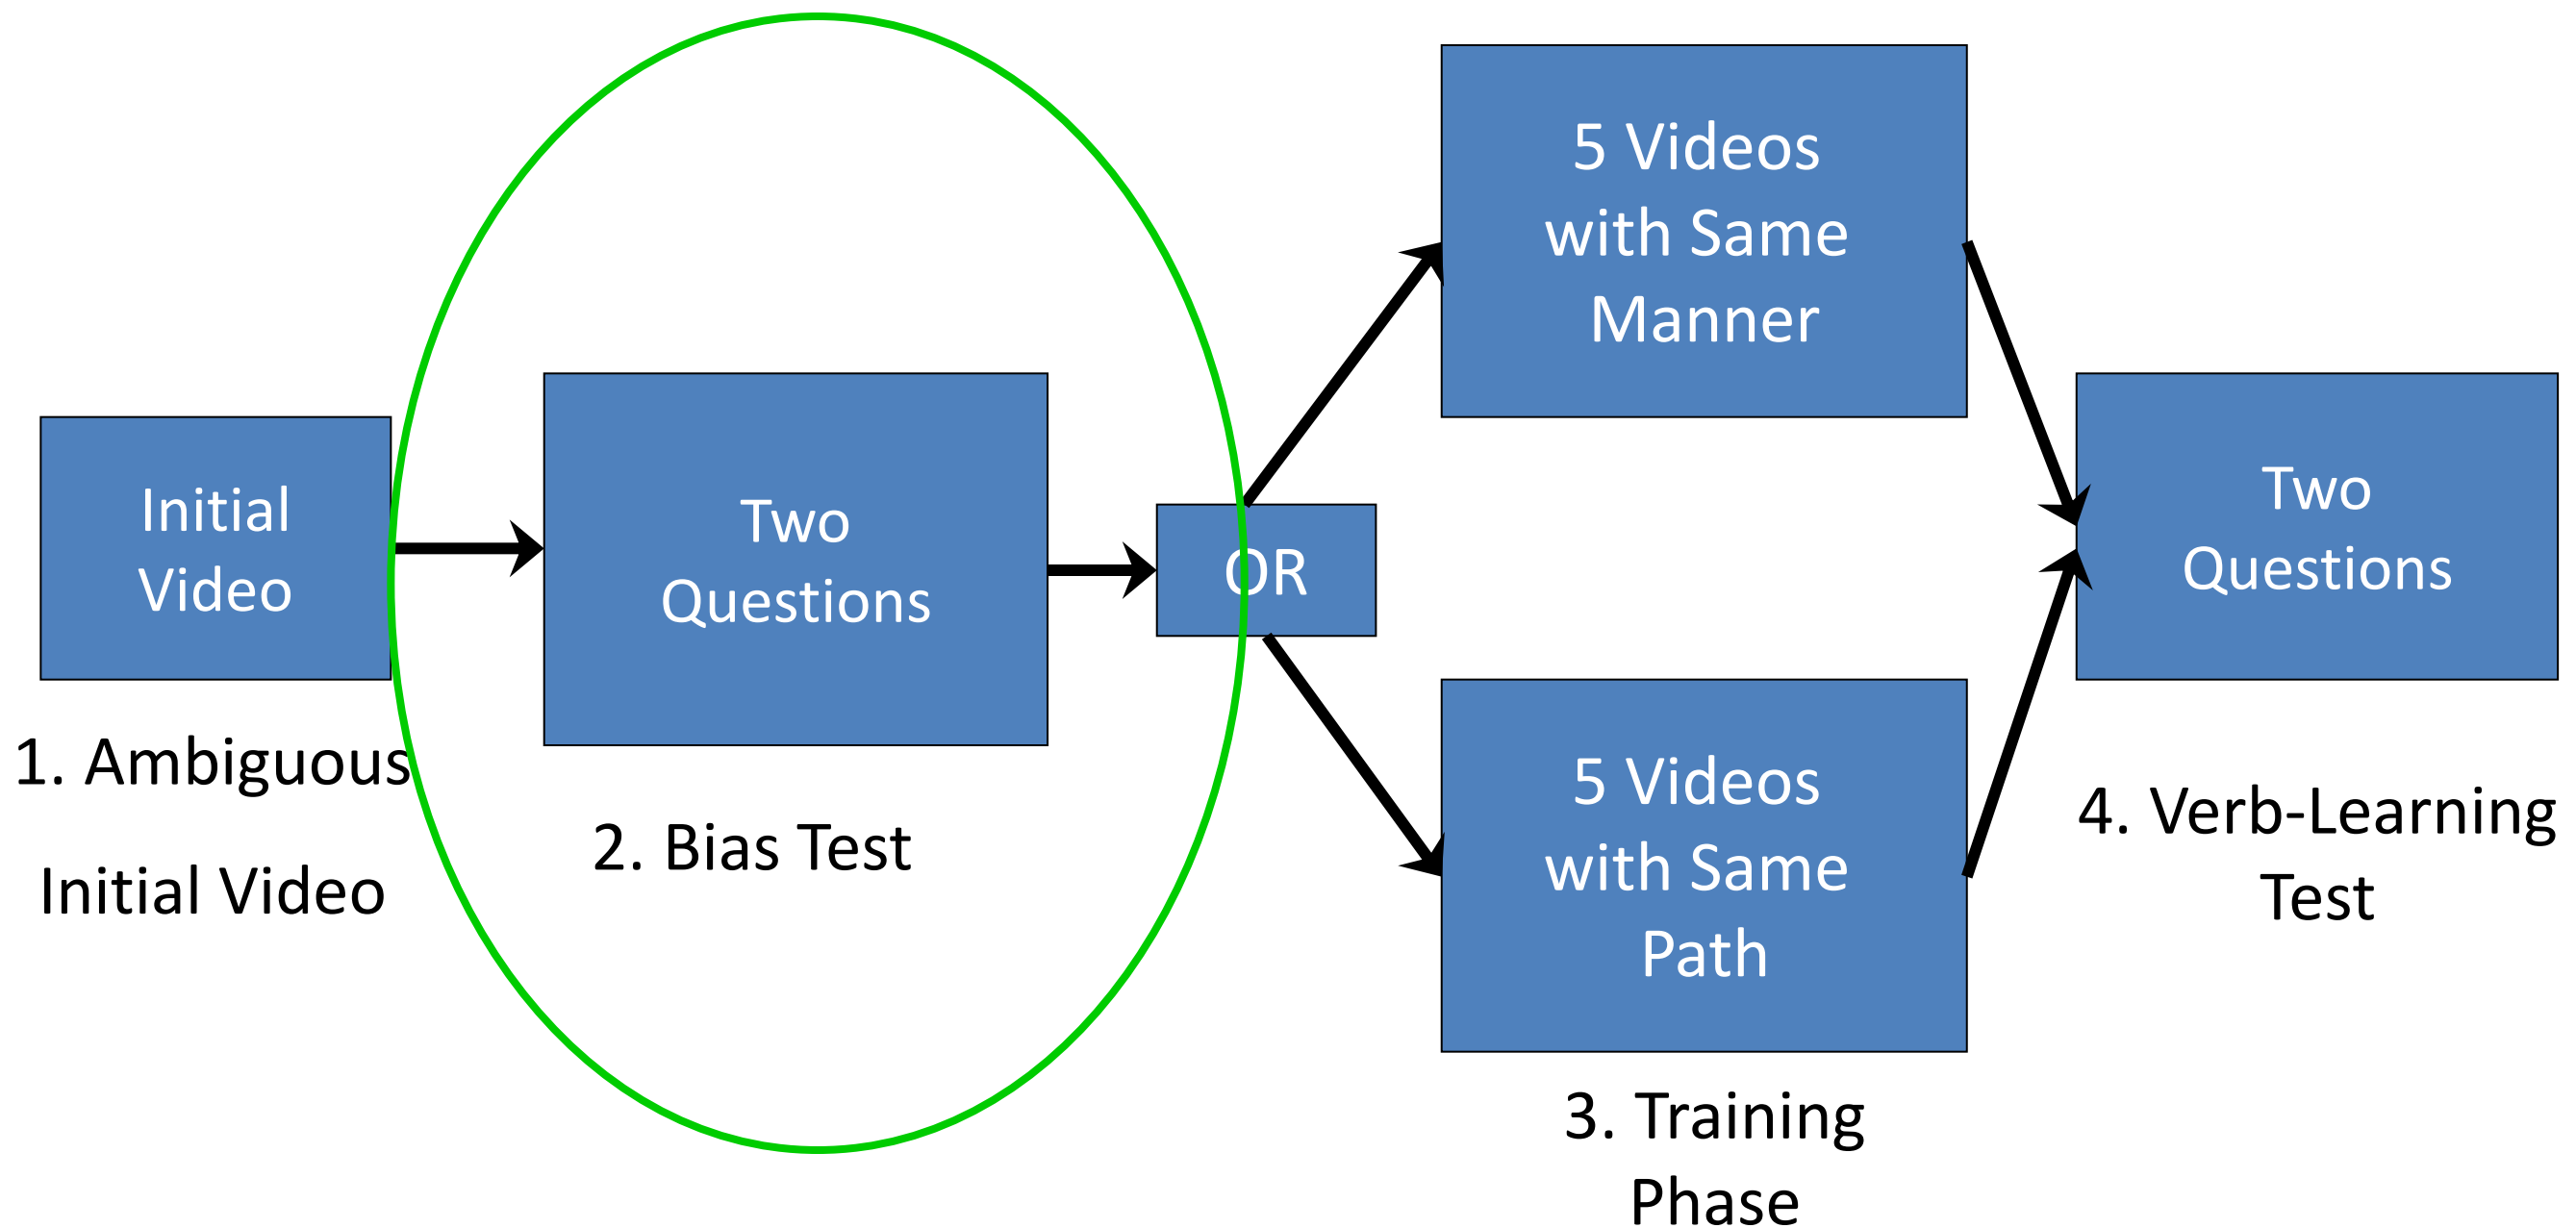 Initial
Video
1. Ambiguous
Initial Video
Two
Questions
2. Bias Test
OR
5 Videos
with Same
Manner
5 Videos
with Same
Path
3. Training
Phase
Two
Questions
4. Verb-Learning
Test